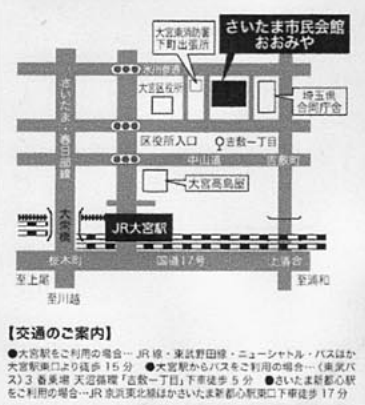 大宮東消防署
下町出張所
さいたま市民会館
おおみや
氷川参道
大宮区役所
埼玉県
合同庁舎
さいたま・春日部線
区役所入口
吉敷一丁目
中山道
吉敷町
大宮高島屋
大栄橋
JR大宮駅
桜木町
国道17号
上落合
至上尾
至川越
至浦和
【交通のご案内】
●大宮駅をご利用の場合… JR線・東武野田線・ニューシャトル・バスほか
大宮駅東口より徒歩15分 ●大宮駅からバスをご利用の場合…〈東武バ
ス〉3番乗場 天沼循環「吉敷一丁目」下車徒歩5分 ●さいたま新都心駅
をご利用の場合…JR京浜東北線ほかさいたま新都心駅東口下車徒歩17分